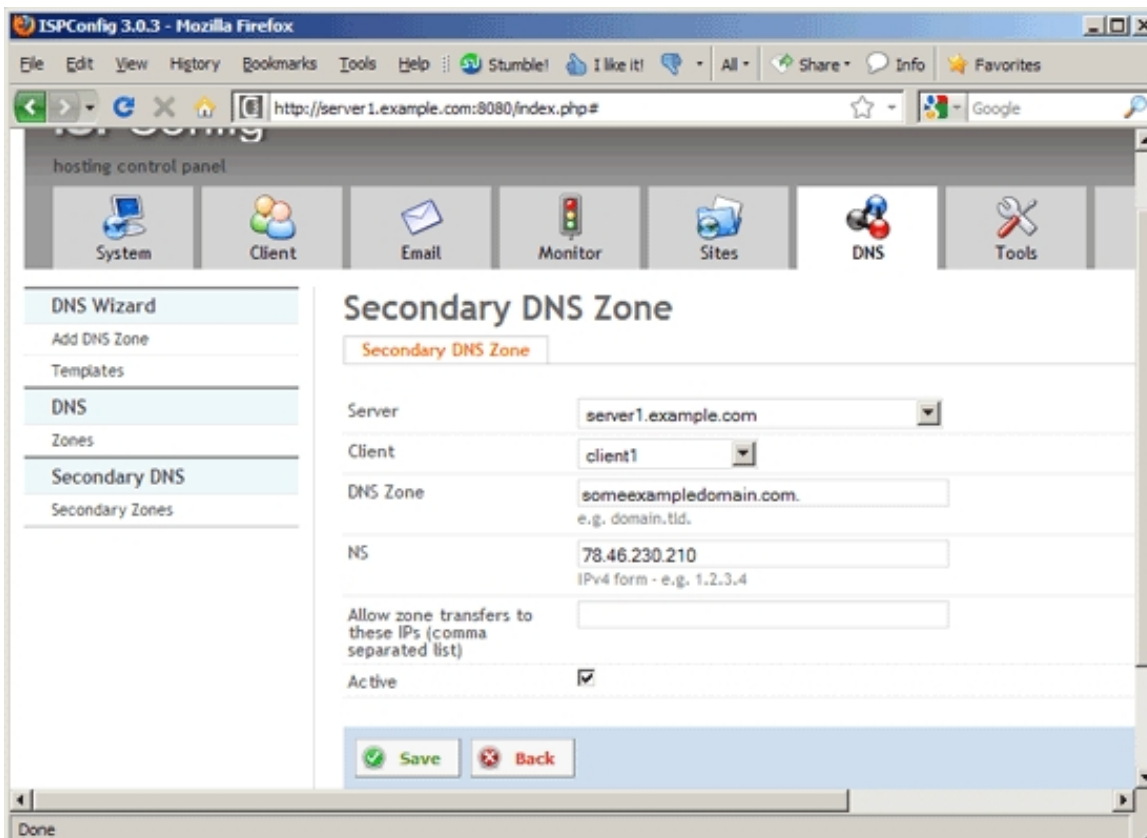 ISPConfig 3.0.3 - Mozilla Firefox
File Edit View History Bookmarks Tools Help Stumble! I like it! All Share Info Favorites
http://server1.example.com:8080/index.php# Google
hosting control panel
System Client Email Monitor Sites DNS Tools
DNS Wizard
Add DNS Zone
Templates
DNS
Zones
Secondary DNS
Secondary Zones
Secondary DNS Zone
Secondary DNS Zone
Server server1.example.com
Client client1
DNS Zone someexampledomain.com.
e.g. domain.tld.
NS 78.46.230.210
IPv4 form - e.g. 1.2.3.4
Allow zone transfers to
these IPs (comma
separated list)
Active
Save Back
Done